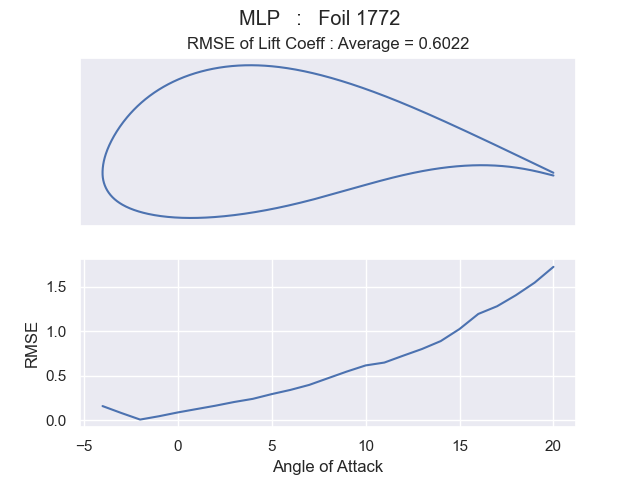 MLP : Foil 1772
RMSE of Lift Coeff : Average = 0.6022
1.5
1.0
0.5
0.0
RMSE
−5 0 5 10 15 20
Angle of Attack